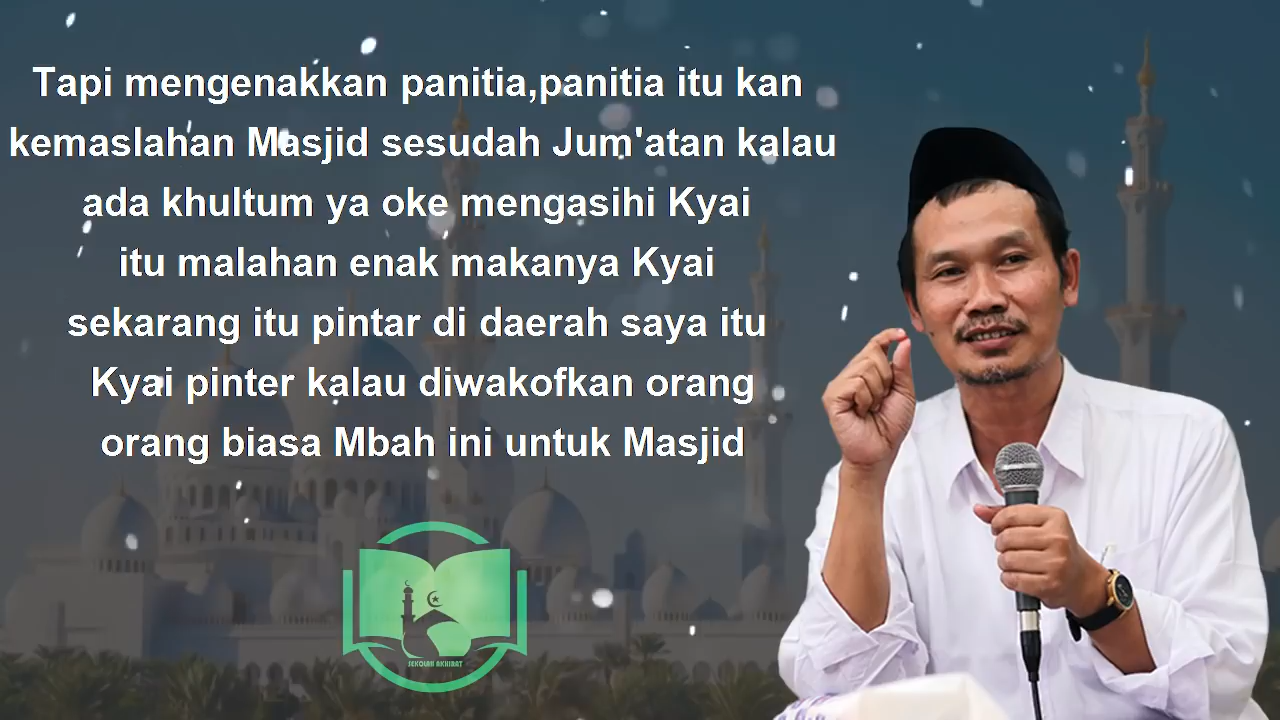 Tapi mengenakkan panitia,panitia itu kan
kemaslahan Masjid sesudah Jum'atan kalau
ada khultum ya oke mengasihi Kyai
itu malahan enak makanya Kyai
sekarang itu pintar di daerah saya itu
Kyai pinter kalau diwakofkan orang
orang biasa Mbah ini untuk Masjid
SEKOLAH AKHIRAT